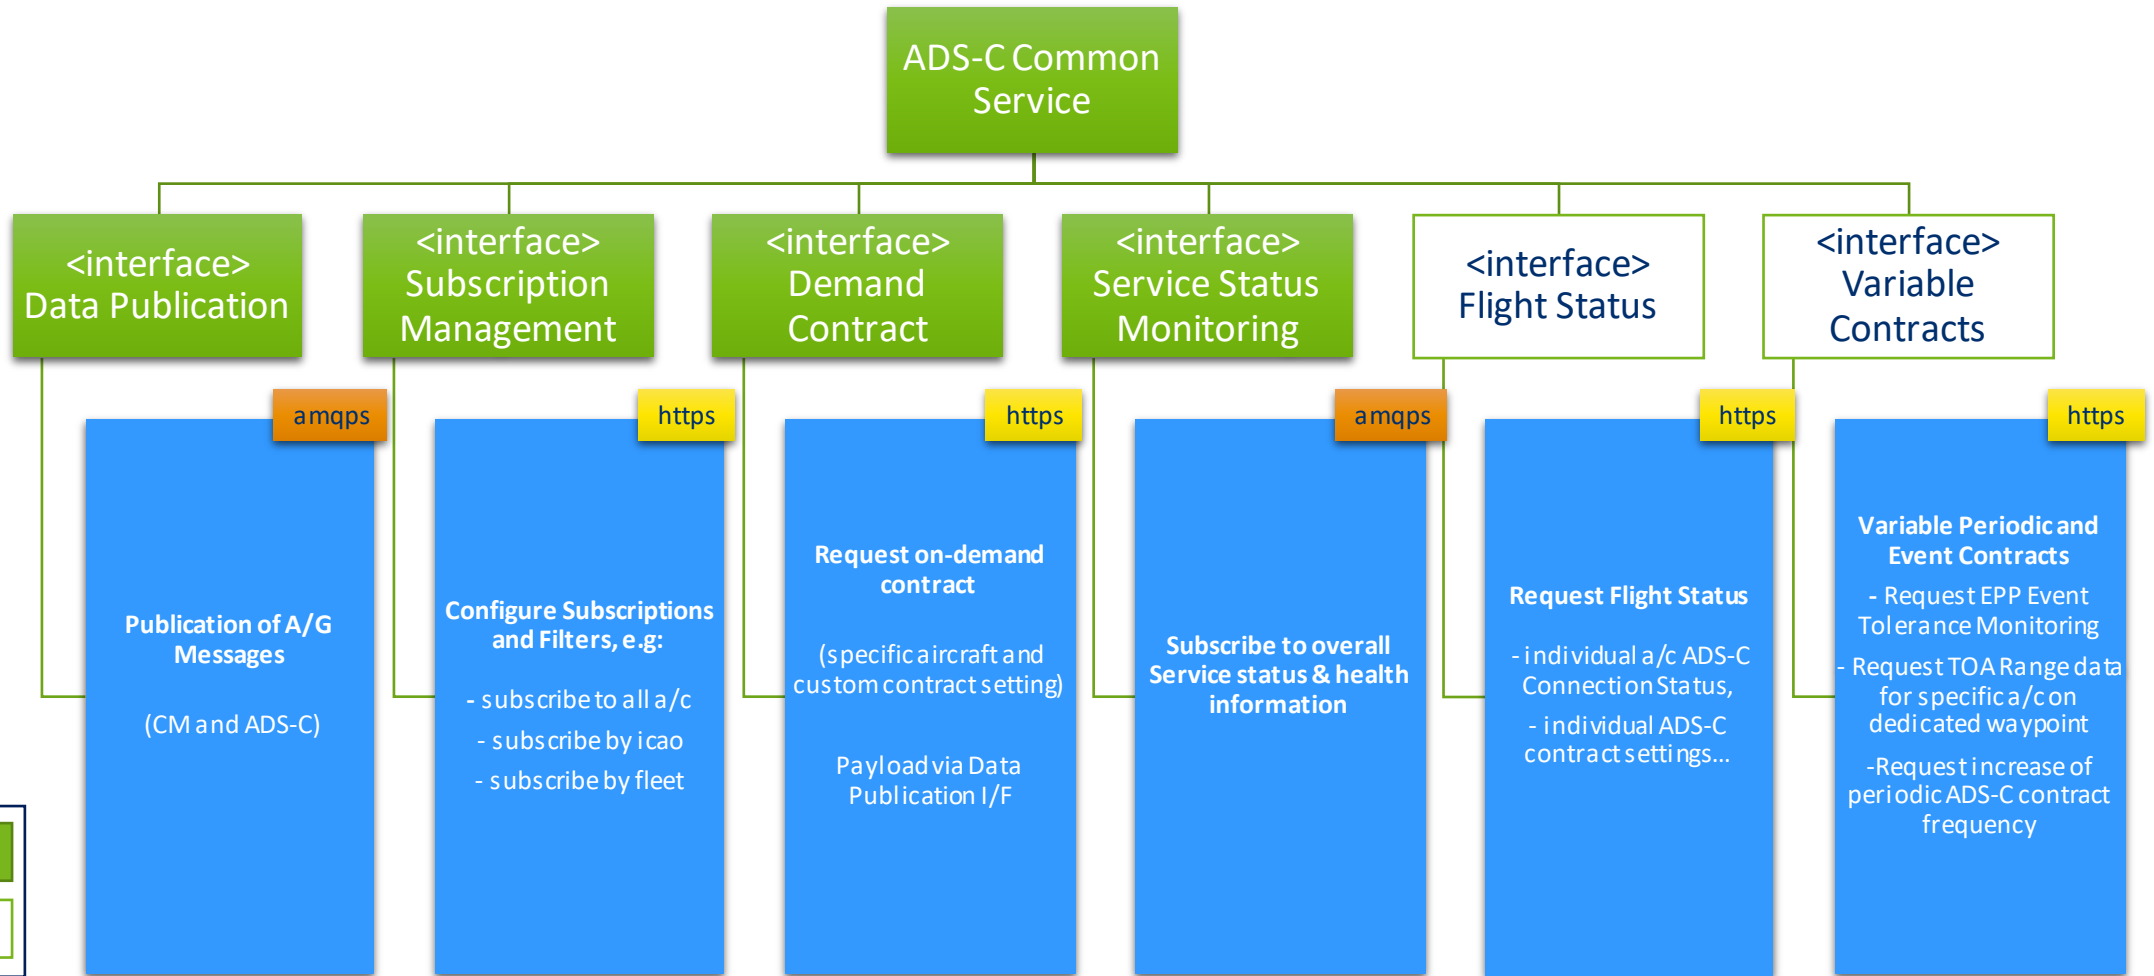 ADS-C Common
Service
<interface>
Data Publication
<interface>
Subscription
Management
<interface>
Demand
Contract
<interface>
Service Status
Monitoring
<interface>
Flight Status
<interface>
Variable
Contracts
amqps
Publication of A/G
Messages
(CM and ADS-C)
https
Configure Subscriptions
and Filters, e.g:
- subscribe to all a/c
- subscribe by icao
- subscribe by fleet
https
Request on-demand
contract
(specific aircraft and
custom contract setting)
Payload via Data
Publication I/F
amqps
Subscribe to overall
Service status & health
information
https
Request Flight Status
- individual a/c ADS-C
Connection Status,
- individual ADS-C
contract settings...
https
Variable Periodic and
Event Contracts
- Request EPP Event
Tolerance Monitoring
- Request TOA Range data
for specific a/c on
dedicated waypoint
-Request increase of
periodic ADS-C contract
frequency